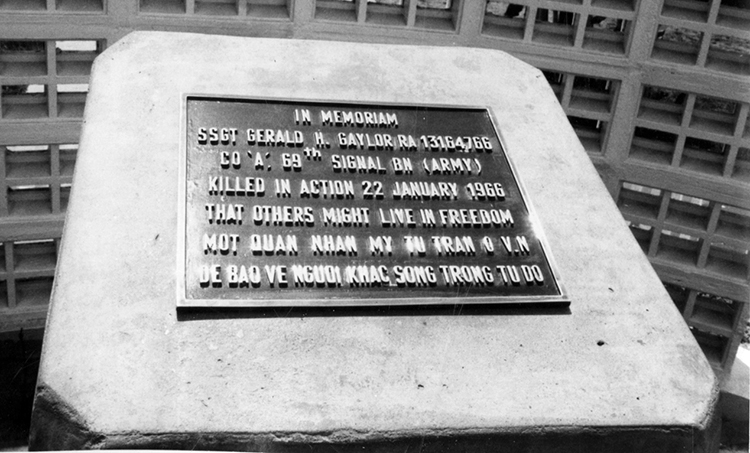 IN MEMORIAM
SSGT GERALD H. GAYLOR RA 13164766
CO 'A', 69th SIGNAL BN (ARMY)
KILLED IN ACTION 22 JANUARY 1966
THAT OTHERS MIGHT LIVE IN FREEDOM
MOT QUAN NHAN MY TU TRAN O V.N
DE BAO VE NGUOI KHAC SONG TRONG TU DO